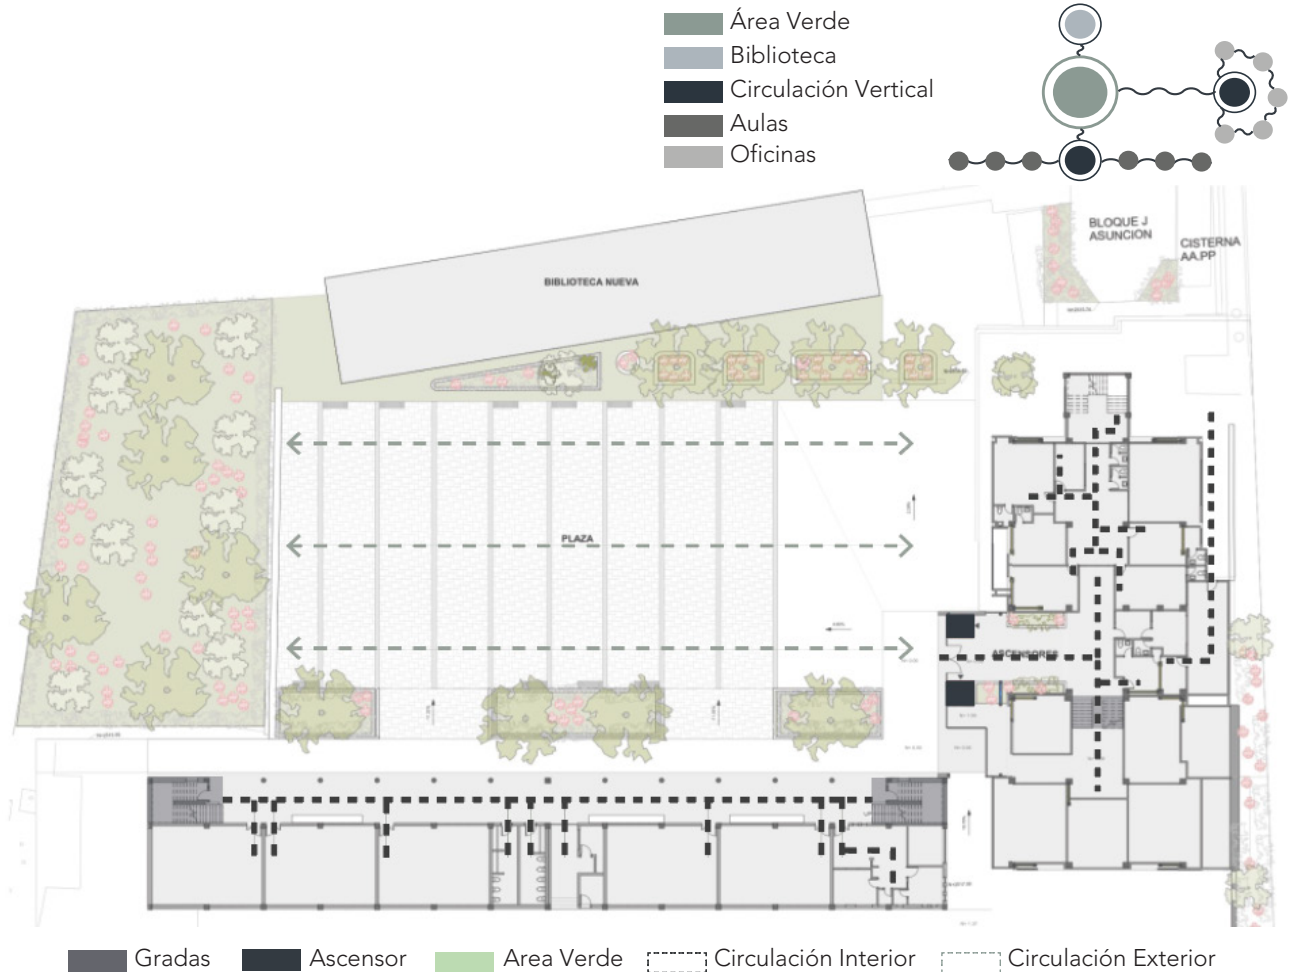 Área Verde
Biblioteca
Circulación Vertical
Aulas
Oficinas
BLOQUE J
ASUNCION
CISTERNA
AA.PP
BIBLIOTECA NUEVA
PLAZA
ASCENSORES
Gradas
Ascensor
Area Verde
Circulación Interior
Circulación Exterior